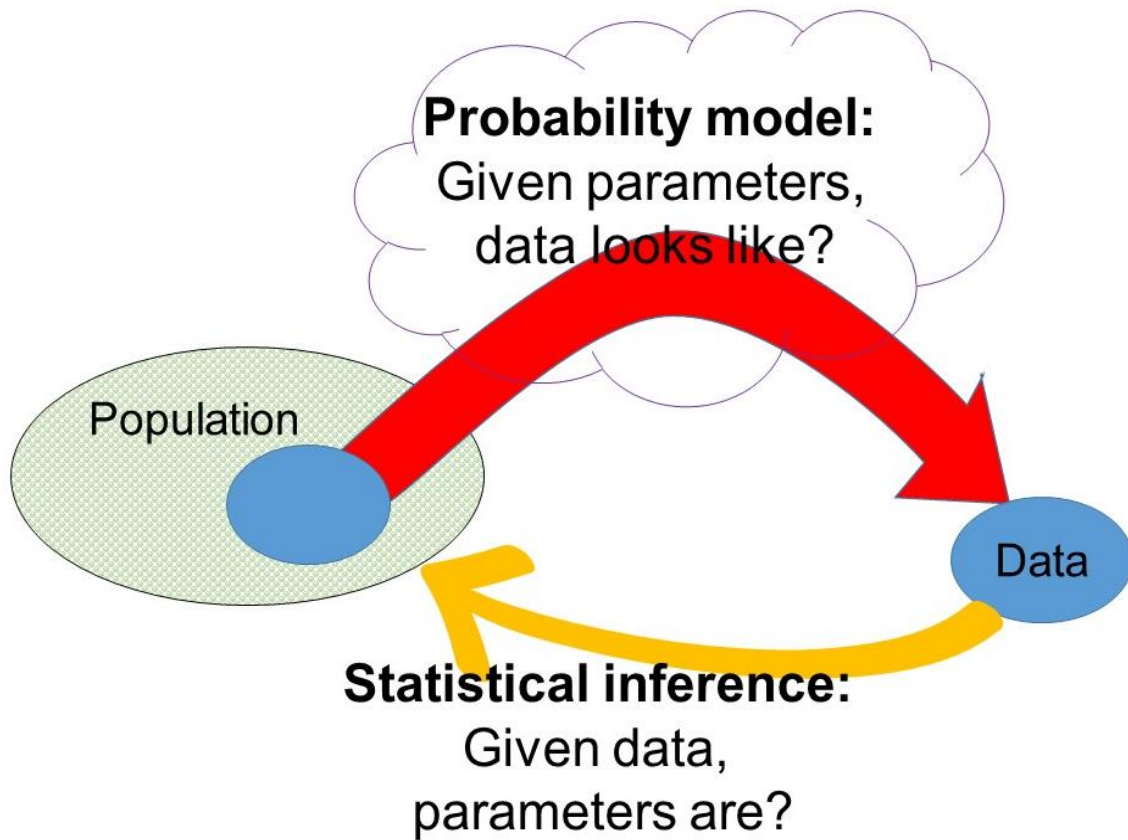 Probability model:
Given parameters,
data looks like?
Population
Data
Statistical inference:
Given data,
parameters are?